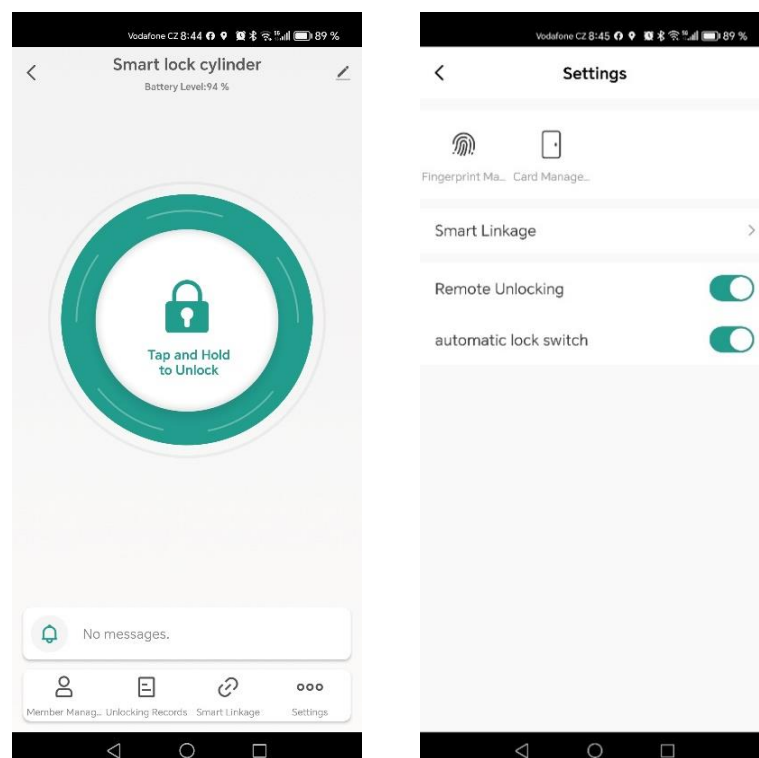 Vodafone CZ 8:44 89 %
Smart lock cylinder
Battery Level:94 %
Tap and Hold
to Unlock
No messages.
Member Manag... Unlocking Records Smart Linkage Settings
Vodafone CZ 8:45 89 %
Settings
Fingerprint Ma... Card Manage...
Smart Linkage
Remote Unlocking
automatic lock switch